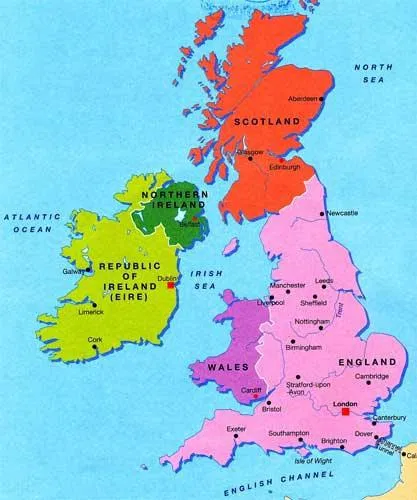 NORTH
SEA
Aberdeen
SCOTLAND
Glasgow
Edinburgh
NORTHERN
IRELAND
Belfast
Newcastle
ATLANTIC
OCEAN
REPUBLIC
OF
IRELAND
(EIRE)
Galway
Dublin
IRISH
SEA
Limerick
Cork
Manchester
Leeds
Liverpool
Sheffield
Trent
Nottingham
Birmingham
WALES
ENGLAND
Cambridge
Stratford-upon
Avon
Cardiff
London
Bristol
Canterbury
Exeter
Southampton
Brighton
Dover
Channel
Tunnel
Cal
Isle of Wight
ENGLISH CHANNEL